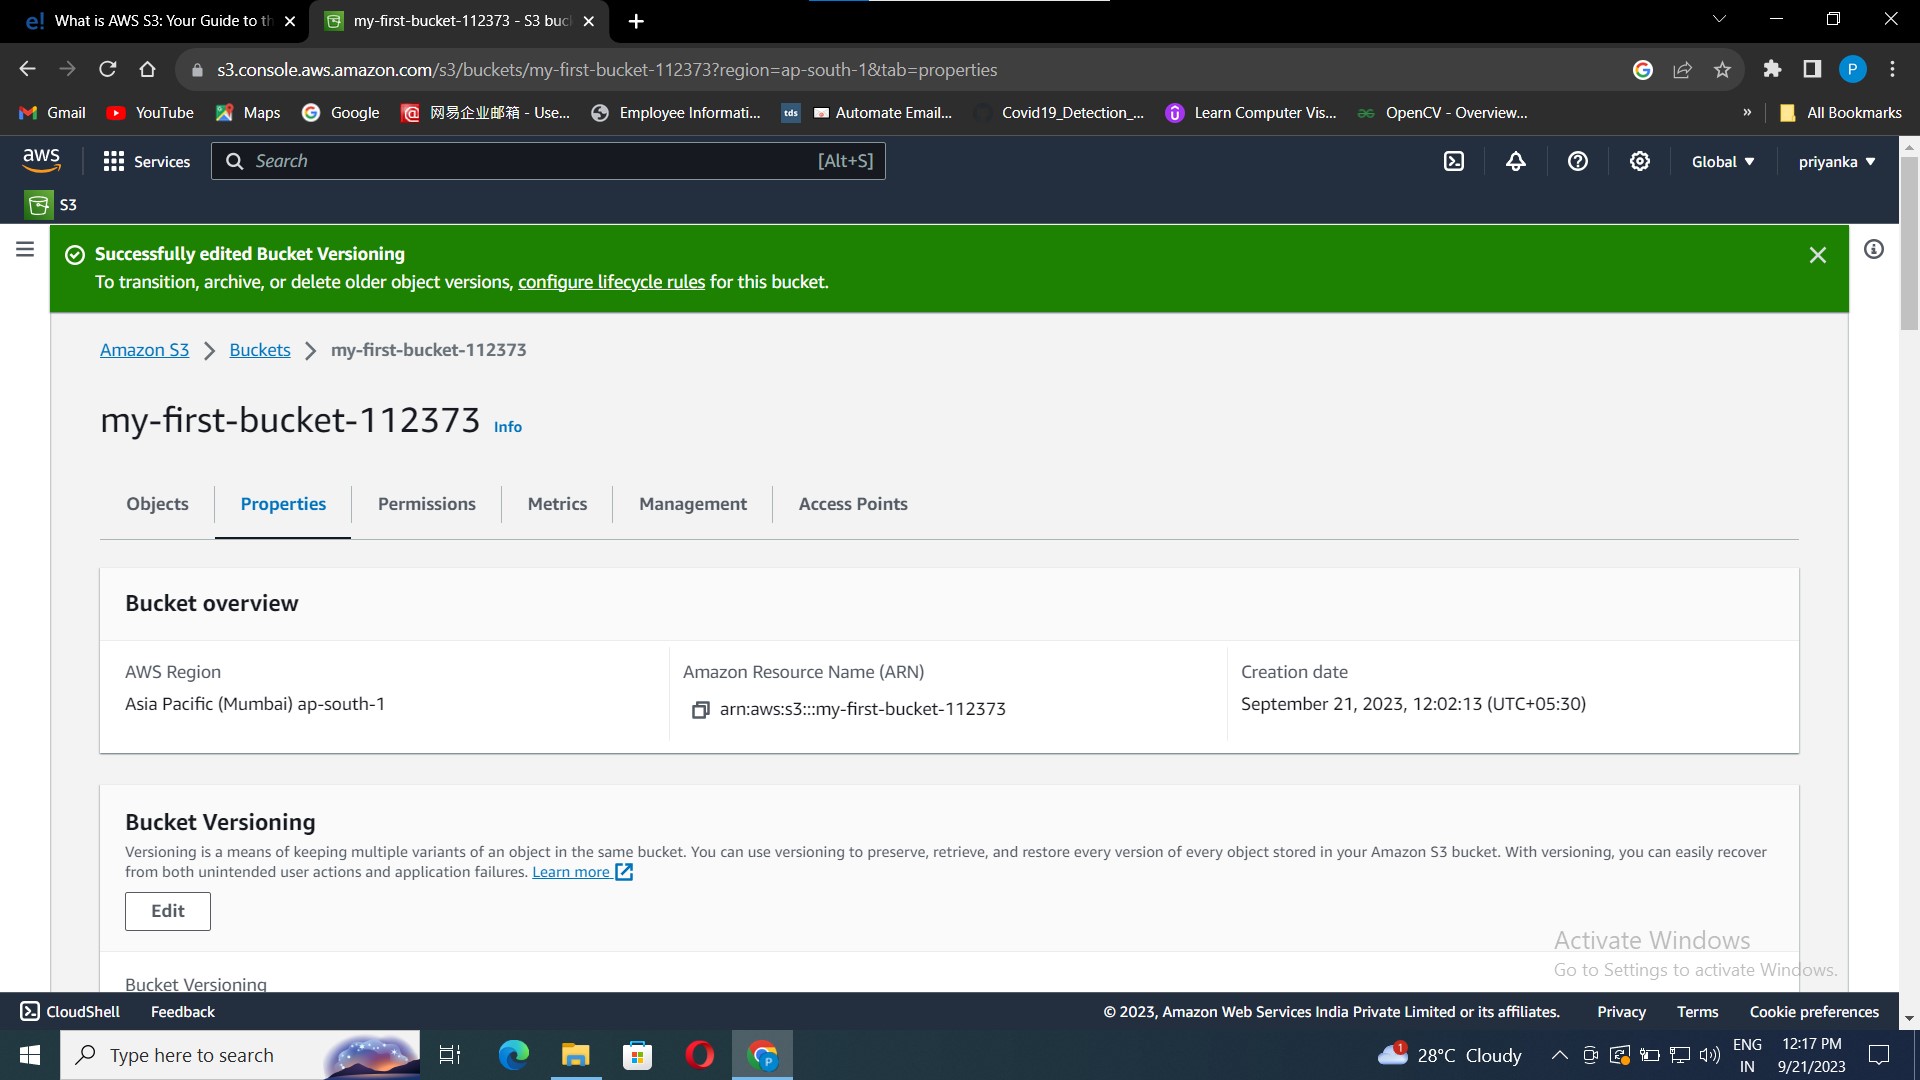 What is AWS S3: Your Guide to th
my-first-bucket-112373 - S3 buc
s3.console.aws.amazon.com/s3/buckets/my-first-bucket-112373?region=ap-south-1&tab=properties
P
Gmail
YouTube
Maps
Google
网易企业邮箱 - Use...
Employee Informati...
tds
Automate Email...
Covid19_Detection_...
Learn Computer Vis...
OpenCV - Overview...
»
All Bookmarks
aws
Services
Search
[Alt+S]
Global
priyanka
S3
Successfully edited Bucket Versioning
To transition, archive, or delete older object versions, configure lifecycle rules for this bucket.
Amazon S3
Buckets
my-first-bucket-112373
my-first-bucket-112373 Info
Objects
Properties
Permissions
Metrics
Management
Access Points
Bucket overview
AWS Region
Asia Pacific (Mumbai) ap-south-1
Amazon Resource Name (ARN)
arn:aws:s3:::my-first-bucket-112373
Creation date
September 21, 2023, 12:02:13 (UTC+05:30)
Bucket Versioning
Versioning is a means of keeping multiple variants of an object in the same bucket. You can use versioning to preserve, retrieve, and restore every version of every object stored in your Amazon S3 bucket. With versioning, you can easily recover
from both unintended user actions and application failures. Learn more
Edit
Bucket Versioning
Activate Windows
Go to Settings to activate Windows.
CloudShell
Feedback
© 2023, Amazon Web Services India Private Limited or its affiliates.
Privacy
Terms
Cookie preferences
Type here to search
1
28°C Cloudy
ENG
IN
12:17 PM
9/21/2023